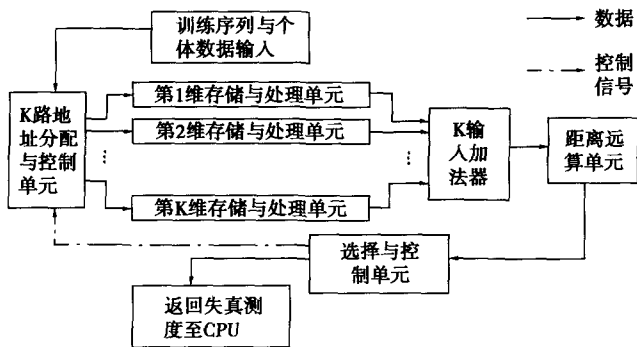 训练序列与个
体数据输入
数据
控制
信号
K路地
址分配
与控制
单元
第1维存储与处理单元
第2维存储与处理单元
第K维存储与处理单元
K输
入加
法器
距离远
算单元
选择与控
制单元
返回失真测
度至CPU